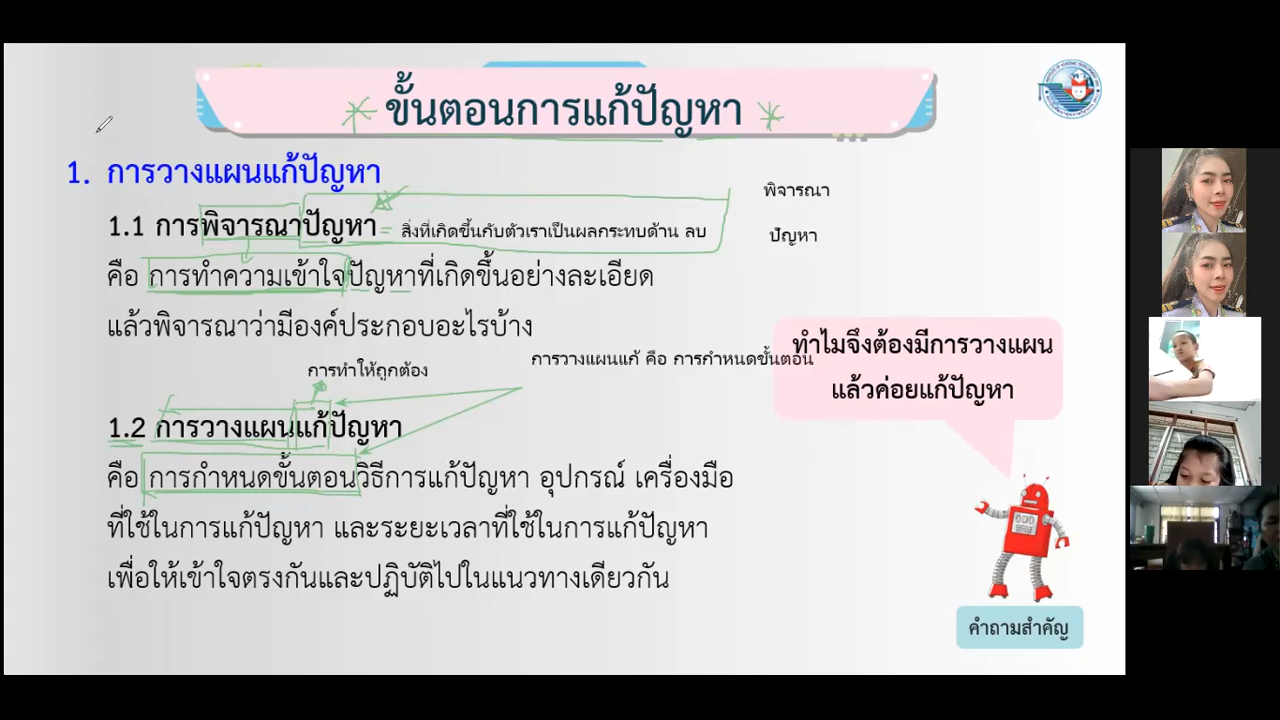 ขั้นตอนการแก้ปัญหา
1. การวางแผนแก้ปัญหา
พิจารณา
1.1 การพิจารณาปัญหา = สิ่งที่เกิดขึ้นกับตัวเราเป็นผลกระทบด้าน ลบ
ปัญหา
คือ การทำความเข้าใจปัญหาที่เกิดขึ้นอย่างละเอียด
แล้วพิจารณาว่ามีองค์ประกอบอะไรบ้าง
การวางแผนแก้ คือ การกำหนดขั้นตอน
การทำให้ถูกต้อง
1.2 การวางแผนแก้ปัญหา
คือ การกำหนดขั้นตอนวิธีการแก้ปัญหา อุปกรณ์ เครื่องมือ
ที่ใช้ในการแก้ปัญหา และระยะเวลาที่ใช้ในการแก้ปัญหา
เพื่อให้เข้าใจตรงกันและปฏิบัติไปในแนวทางเดียวกัน
ทำไมจึงต้องมีการวางแผน
แล้วค่อยแก้ปัญหา
คำถามสำคัญ